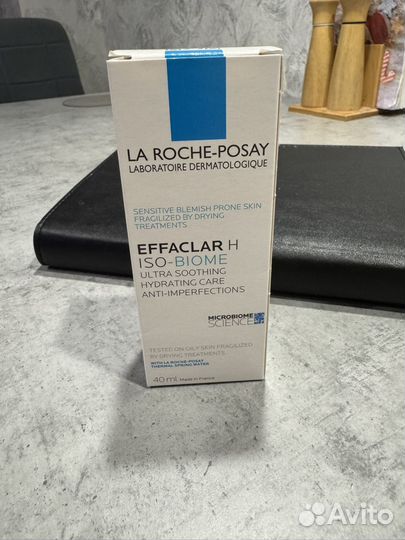 LA ROCHE-POSAY
LABORATOIRE DERMATOLOGIQUE
SENSITIVE BLEMISH PRONE SKIN
FRAGILIZED BY DRYING
TREATMENTS
EFFACLAR H
ISO-BIOME
ULTRA SOOTHING
HYDRATING CARE
ANTI-IMPERFECTIONS
MICROBIOME
SCIENCE
TESTED ON OILY SKIN FRAGILIZED
BY DRYING TREATMENTS
WITH LA ROCHE-POSAY
THERMAL SPRING WATER
40 ml Made in France
Avito